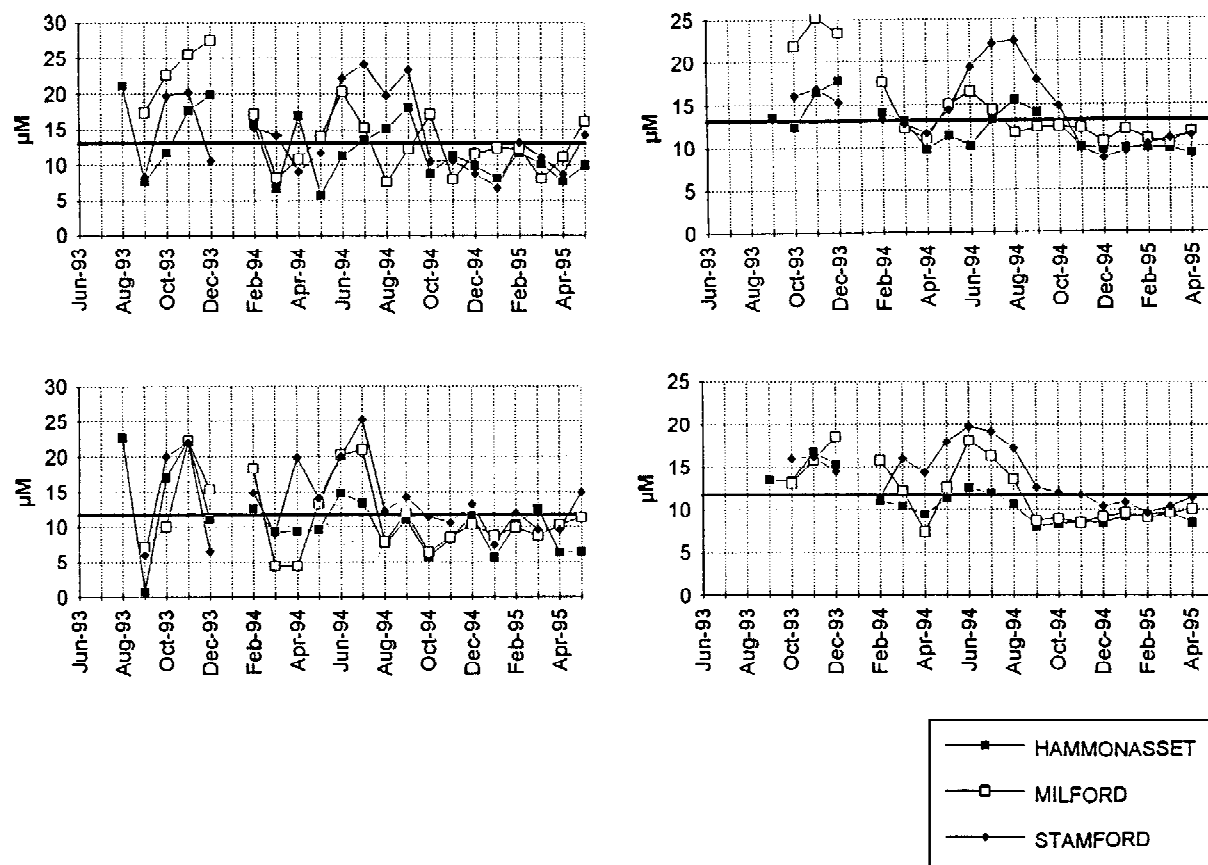 30
25
20
15
10
5
0
µM
Jun-93
Aug-93
Oct-93
Dec-93
Feb-94
Apr-94
Jun-94
Aug-94
Oct-94
Dec-94
Feb-95
Apr-95
25
20
15
10
5
0
µM
Jun-93
Aug-93
Oct-93
Dec-93
Feb-94
Apr-94
Jun-94
Aug-94
Oct-94
Dec-94
Feb-95
Apr-95
30
25
20
15
10
5
0
µM
Jun-93
Aug-93
Oct-93
Dec-93
Feb-94
Apr-94
Jun-94
Aug-94
Oct-94
Dec-94
Feb-95
Apr-95
25
20
15
10
5
0
µM
Jun-93
Aug-93
Oct-93
Dec-93
Feb-94
Apr-94
Jun-94
Aug-94
Oct-94
Dec-94
Feb-95
Apr-95
HAMMONASSET
MILFORD
STAMFORD